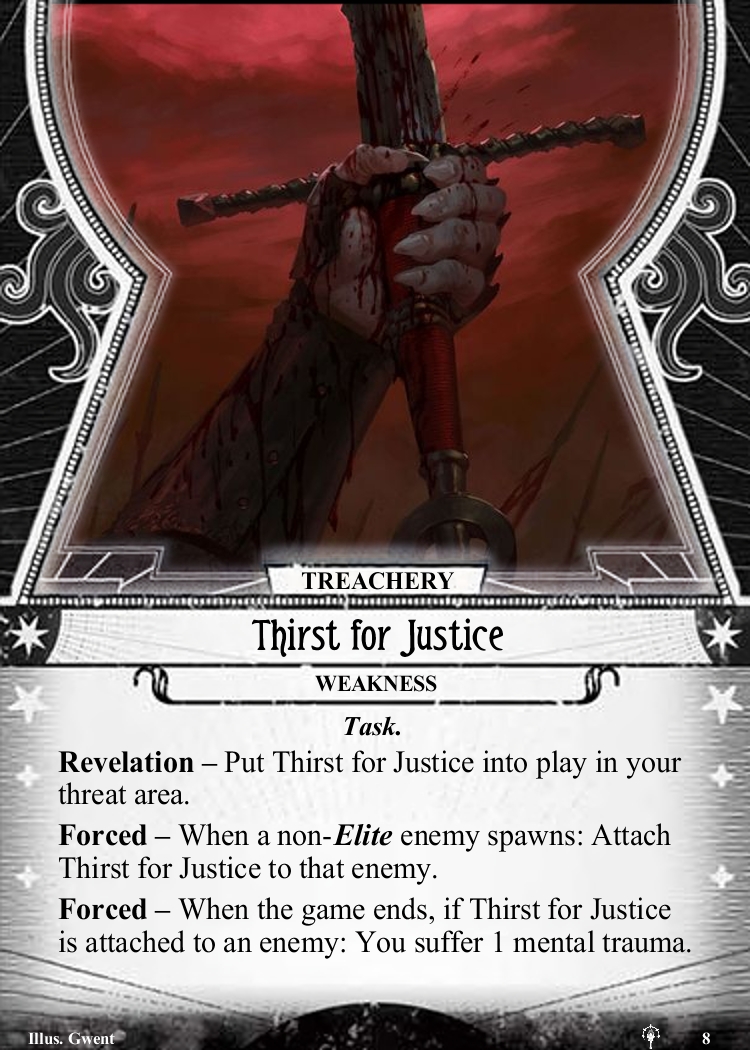 TREACHERY
Thirst for Justice
WEAKNESS
Task.
Revelation – Put Thirst for Justice into play in your
threat area.
Forced – When a non-Elite enemy spawns: Attach
Thirst for Justice to that enemy.
Forced – When the game ends, if Thirst for Justice
is attached to an enemy: You suffer 1 mental trauma.
Illus. Gwent 8